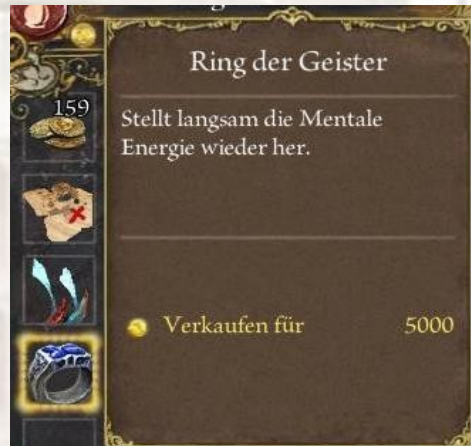 Ring der Geister
159
Stellt langsam die Mentale
Energie wieder her.
Verkaufen für 5000